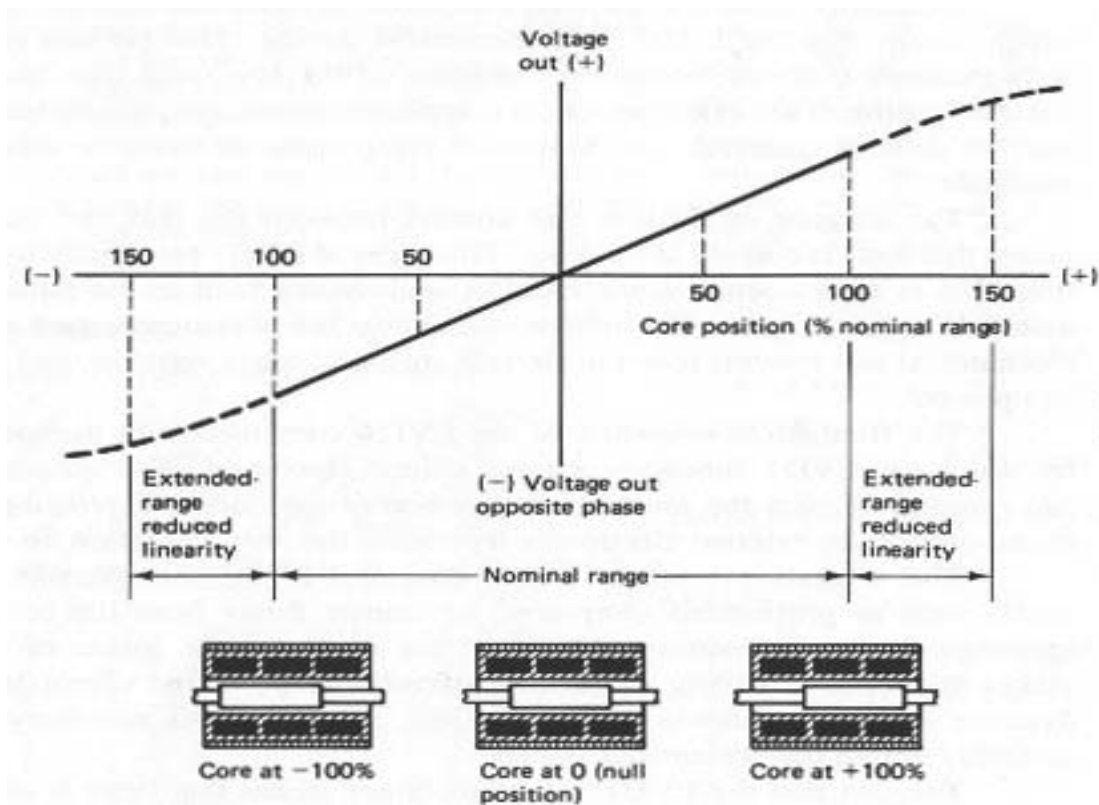 Voltage
out (+)
150
100
50
(−)
50
100
150
(+)
Core position (% nominal range)
Extended-
range
reduced
linearity
(−) Voltage out
opposite phase
Extended-
range
reduced
linearity
Nominal range
Core at −100%
Core at 0 (null
position)
Core at +100%